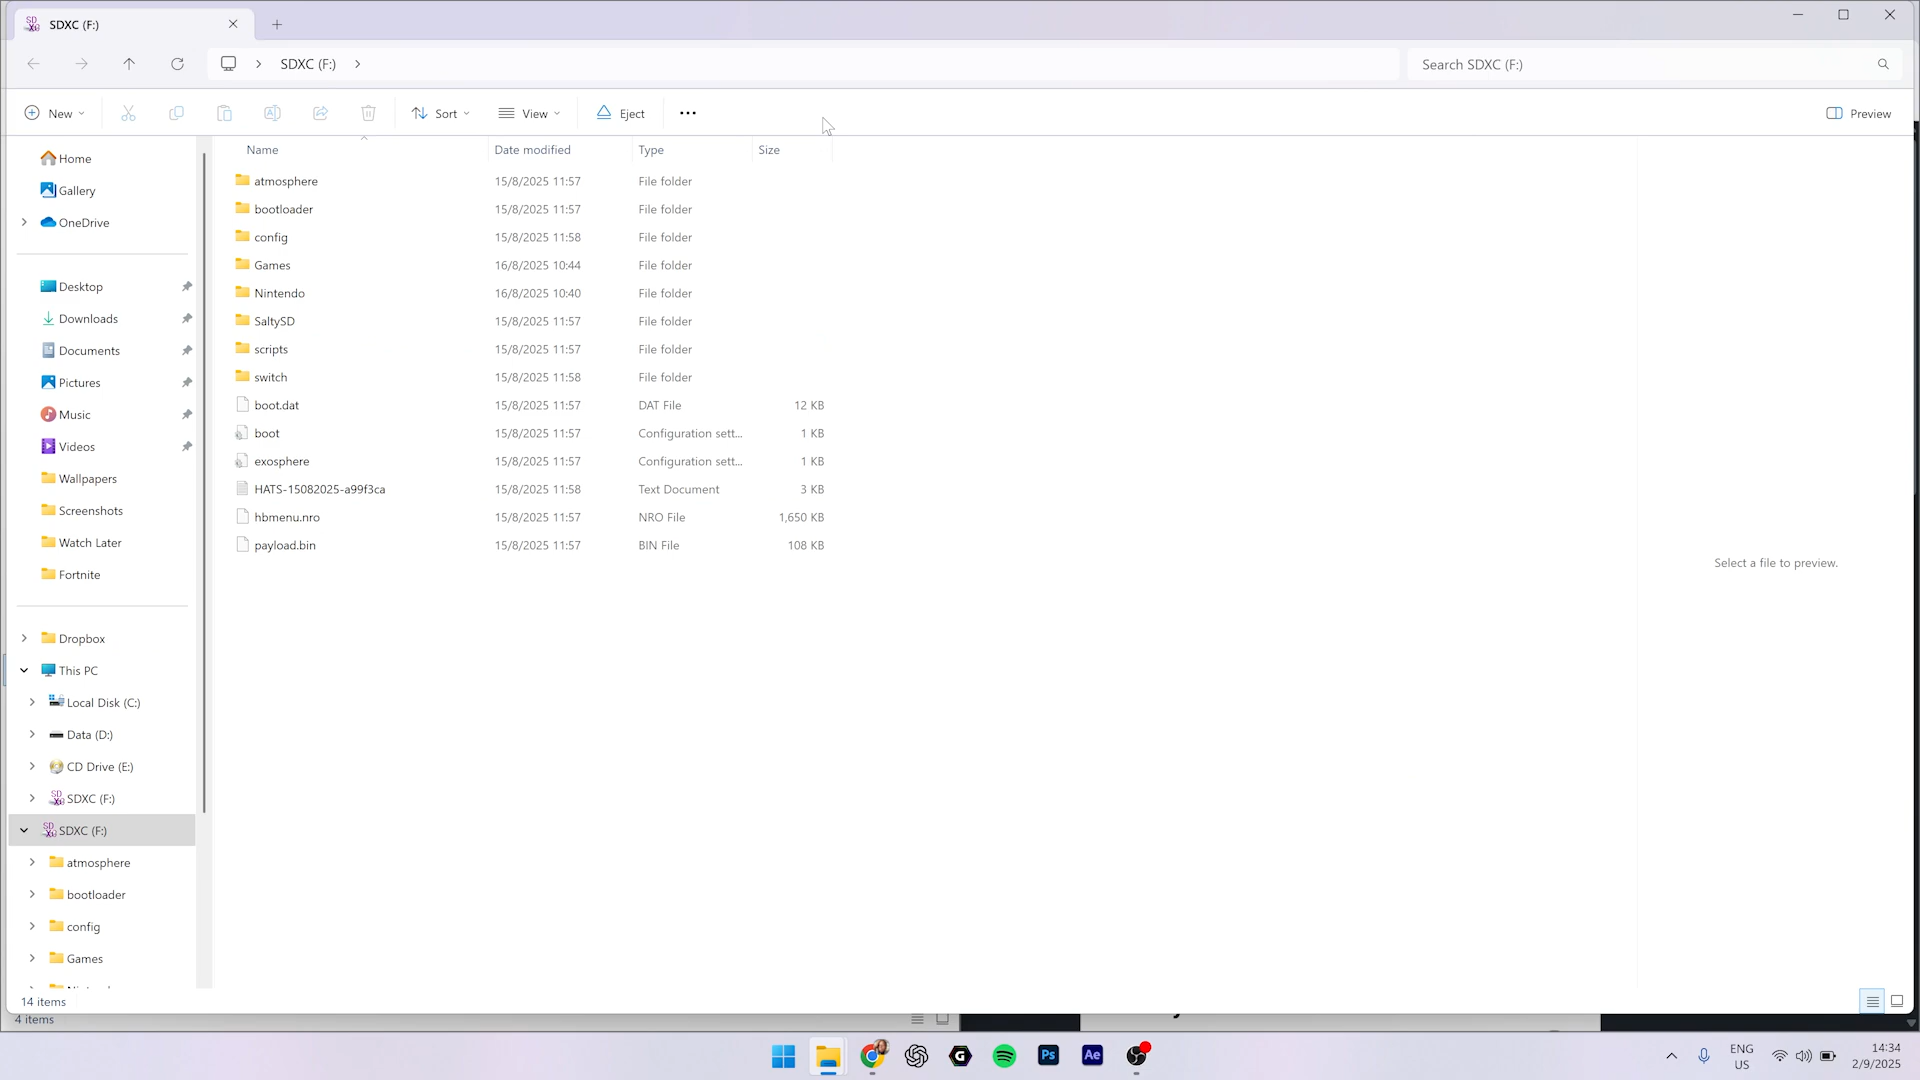 SDXC (F:)
SDXC (F:)
Search SDXC (F:)
New
Sort
View
Eject
Preview
Name
Date modified
Type
Size
atmosphere 15/8/2025 11:57 File folder
bootloader 15/8/2025 11:57 File folder
config 15/8/2025 11:58 File folder
Games 16/8/2025 10:44 File folder
Nintendo 16/8/2025 10:40 File folder
SaltySD 15/8/2025 11:57 File folder
scripts 15/8/2025 11:57 File folder
switch 15/8/2025 11:58 File folder
boot.dat 15/8/2025 11:57 DAT File 12 KB
boot 15/8/2025 11:57 Configuration sett... 1 KB
exosphere 15/8/2025 11:57 Configuration sett... 1 KB
HATS-15082025-a99f3ca 15/8/2025 11:58 Text Document 3 KB
hbmenu.nro 15/8/2025 11:57 NRO File 1,650 KB
payload.bin 15/8/2025 11:57 BIN File 108 KB
Home
Gallery
OneDrive
Desktop
Downloads
Documents
Pictures
Music
Videos
Wallpapers
Screenshots
Watch Later
Fortnite
Dropbox
This PC
Local Disk (C:)
Data (D:)
CD Drive (E:)
SDXC (F:)
SDXC (F:)
atmosphere
bootloader
config
Games
Select a file to preview.
14 items
4 items
Ps
Ae
ENG
US
14:34
2/9/2025